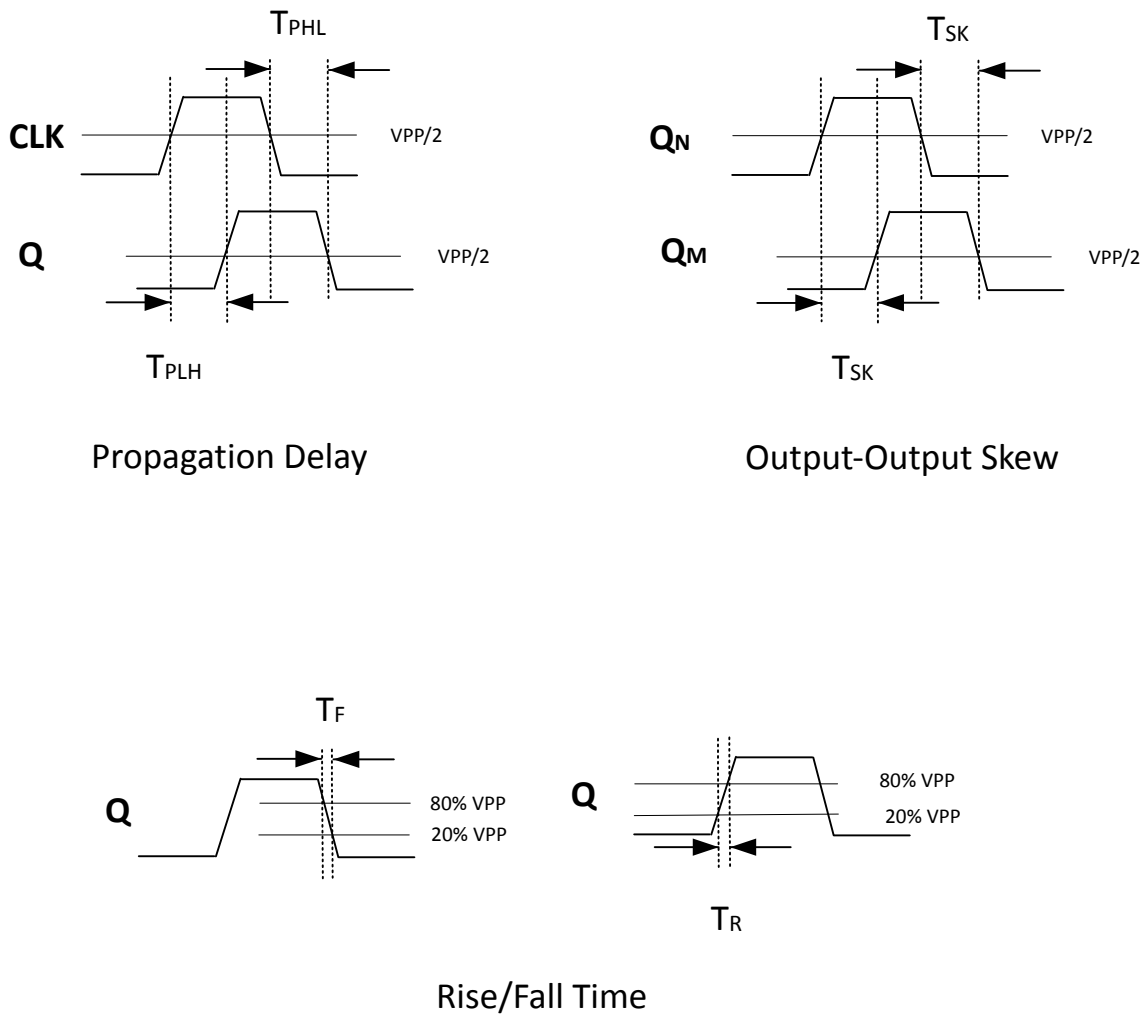 TPHL
CLK
VPP/2
Q
VPP/2
TPLH
Propagation Delay
TSK
QN
VPP/2
QM
VPP/2
TSK
Output-Output Skew
TF
Q
80% VPP
20% VPP
Q
80% VPP
20% VPP
TR
Rise/Fall Time